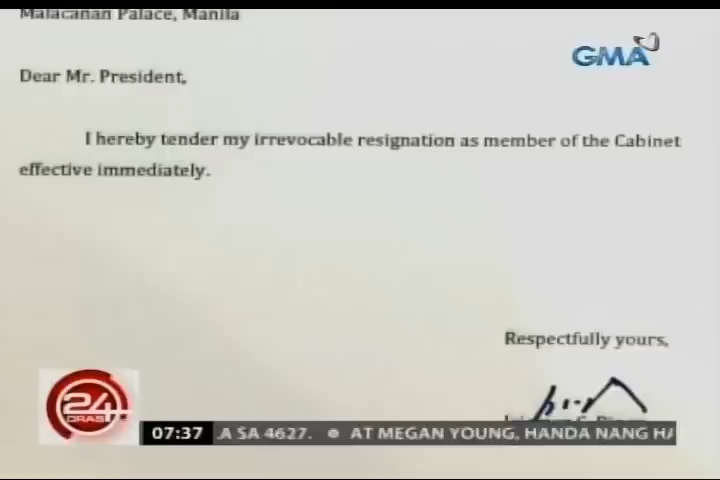 Malacañan Palace, Manila
GMA
Dear Mr. President,
I hereby tender my irrevocable resignation as member of the Cabinet
effective immediately.
Respectfully yours,
24
ORAS
07:37 .A SA 4627. AT MEGAN YOUNG, HANDA NANG HA